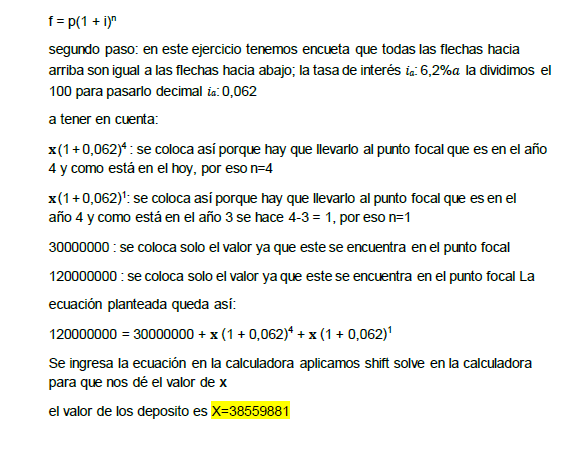 f = p(1 + i)ⁿ
segundo paso: en este ejercicio tenemos encueta que todas las flechas hacia
arriba son igual a las flechas hacia abajo; la tasa de interés iₐ: 6,2%a la dividimos el
100 para pasarlo decimal iₐ: 0,062
a tener en cuenta:
x (1 + 0,062)⁴ : se coloca así porque hay que llevarlo al punto focal que es en el año
4 y como está en el hoy, por eso n=4
x (1 + 0,062)¹: se coloca así porque hay que llevarlo al punto focal que es en el
año 4 y como está en el año 3 se hace 4-3 = 1, por eso n=1
30000000 : se coloca solo el valor ya que este se encuentra en el punto focal
120000000 : se coloca solo el valor ya que este se encuentra en el punto focal La
ecuación planteada queda así:
120000000 = 30000000 + x (1 + 0,062)⁴ + x (1 + 0,062)¹
Se ingresa la ecuación en la calculadora aplicamos shift solve en la calculadora
para que nos dé el valor de x
el valor de los deposito es X=38559881